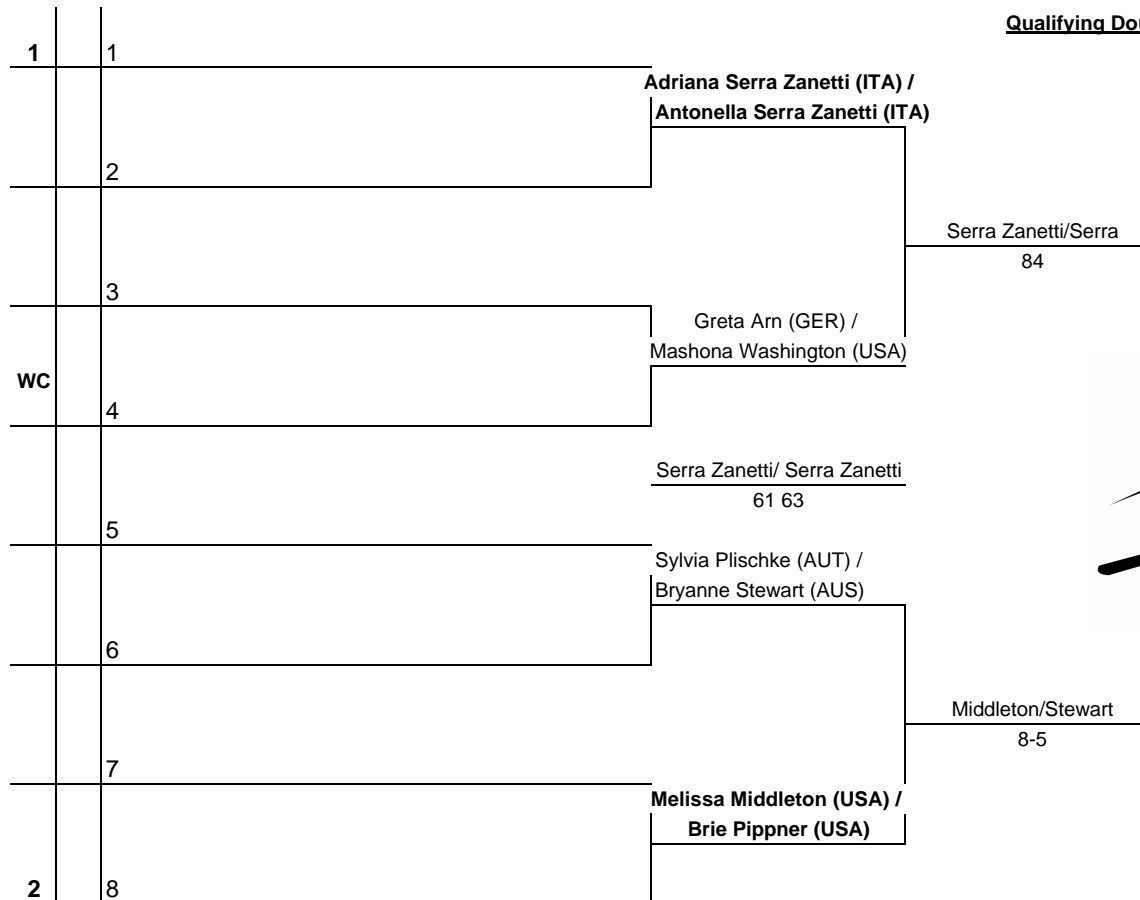 Qualifying Dou
1 1
Adriana Serra Zanetti (ITA) /
Antonella Serra Zanetti (ITA)
2
Serra Zanetti/Serra
84
3
Greta Arn (GER) /
Mashona Washington (USA)
WC
4
Serra Zanetti/ Serra Zanetti
61 63
5
Sylvia Plischke (AUT) /
Bryanne Stewart (AUS)
6
Middleton/Stewart
8-5
7
Melissa Middleton (USA) /
Brie Pippner (USA)
2 8